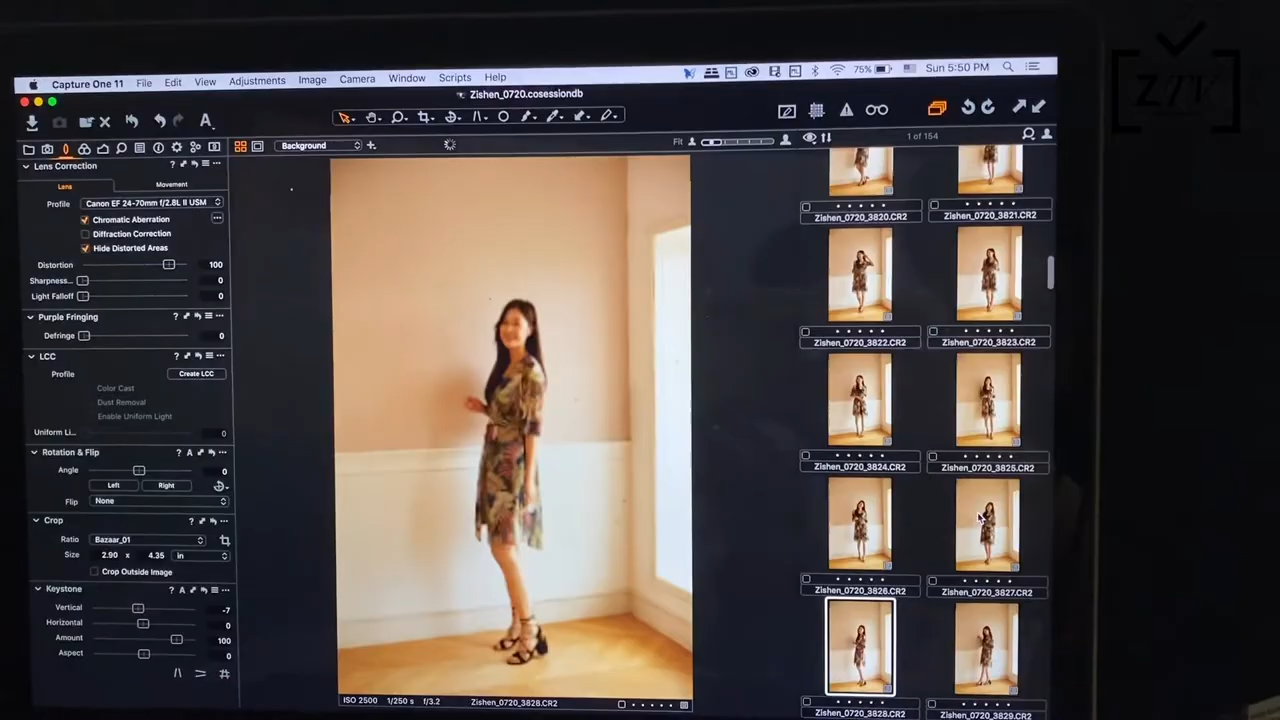 Capture One 11 File Edit View Adjustments Image Camera Window Scripts Help 75% Sun 5:50 PM
Zishen_0720.cosessiondb
Background
Fit
1 of 154
Lens Correction
Lens Movement
Profile Canon EF 24-70mm f/2.8L II USM
Chromatic Aberration
Diffraction Correction
Hide Distorted Areas
Distortion 100
Sharpness... 0
Light Falloff 0
Purple Fringing
Defringe 0
LCC
Profile Create LCC
Color Cast
Dust Removal
Enable Uniform Light
Uniform Li... 0
Rotation & Flip
Angle 0
Left Right
Flip None
Crop
Ratio Bazaar_01
Size 2.90 x 4.35 in
Crop Outside Image
Keystone
Vertical -7
Horizontal 0
Amount 100
Aspect 0
ISO 2500 1/250 s f/3.2 Zishen_0720_3828.CR2
Zishen_0720_3820.CR2 Zishen_0720_3821.CR2
Zishen_0720_3822.CR2 Zishen_0720_3823.CR2
Zishen_0720_3824.CR2 Zishen_0720_3825.CR2
Zishen_0720_3826.CR2 Zishen_0720_3827.CR2
Zishen_0720_3828.CR2 Zishen_0720_3829.CR2